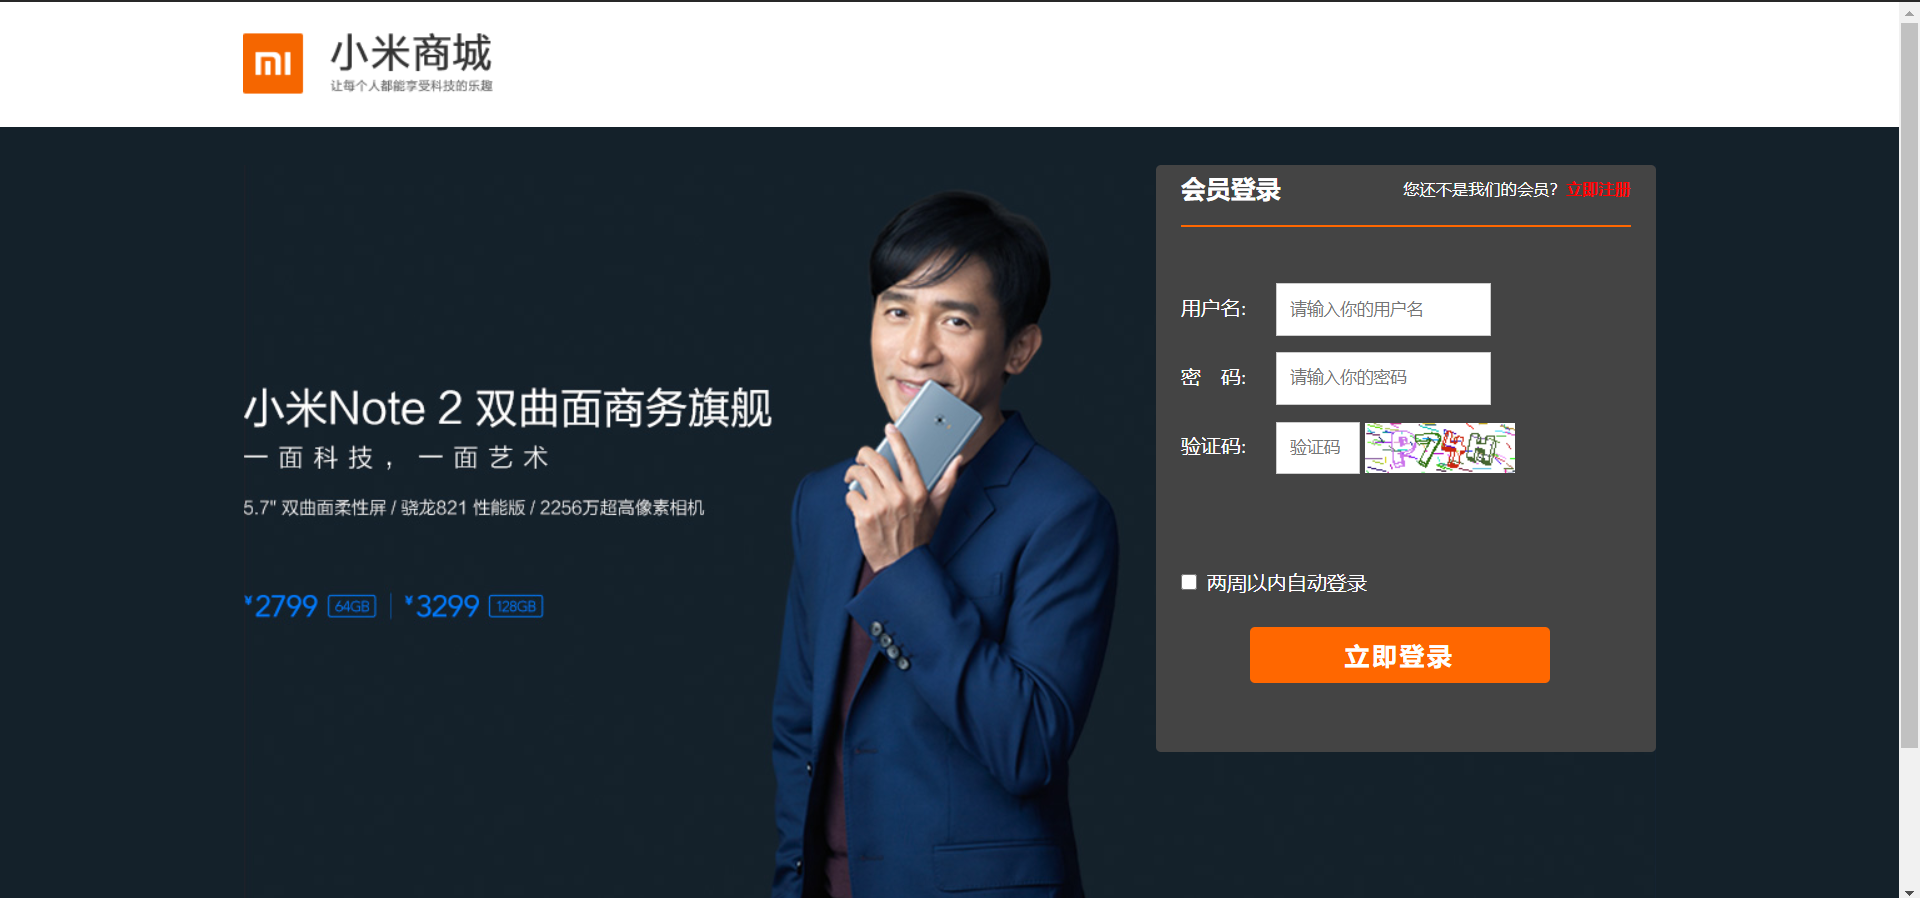 小米商城
让每个人都能享受科技的乐趣
会员登录
您还不是我们的会员？立即注册
用户名:
请输入你的用户名
密 码:
请输入你的密码
验证码:
验证码
小米Note 2 双曲面商务旗舰
一面科技，一面艺术
5.7" 双曲面柔性屏 / 骁龙821 性能版 / 2256万超高像素相机
¥2799 64GB | ¥3299 128GB
两周以内自动登录
立即登录